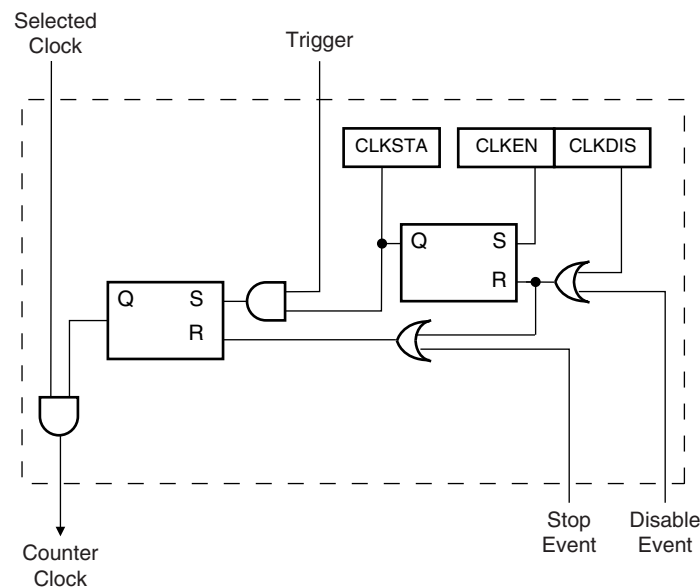 Selected
Clock
Trigger
CLKSTA
CLKEN
CLKDIS
Q
S
R
Q
S
R
Stop
Event
Disable
Event
Counter
Clock